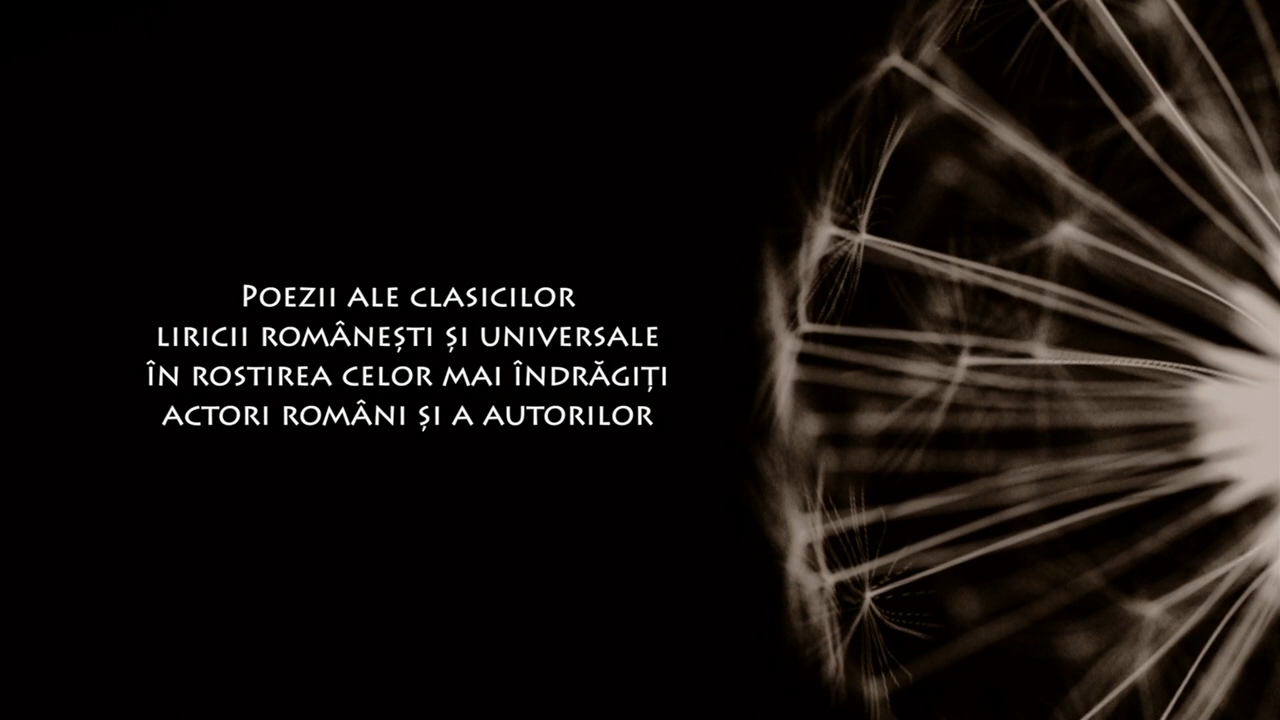 Poezii ale clasicilor
liricii românești și universale
în rostirea celor mai îndrăgiți
actori români și a autorilor